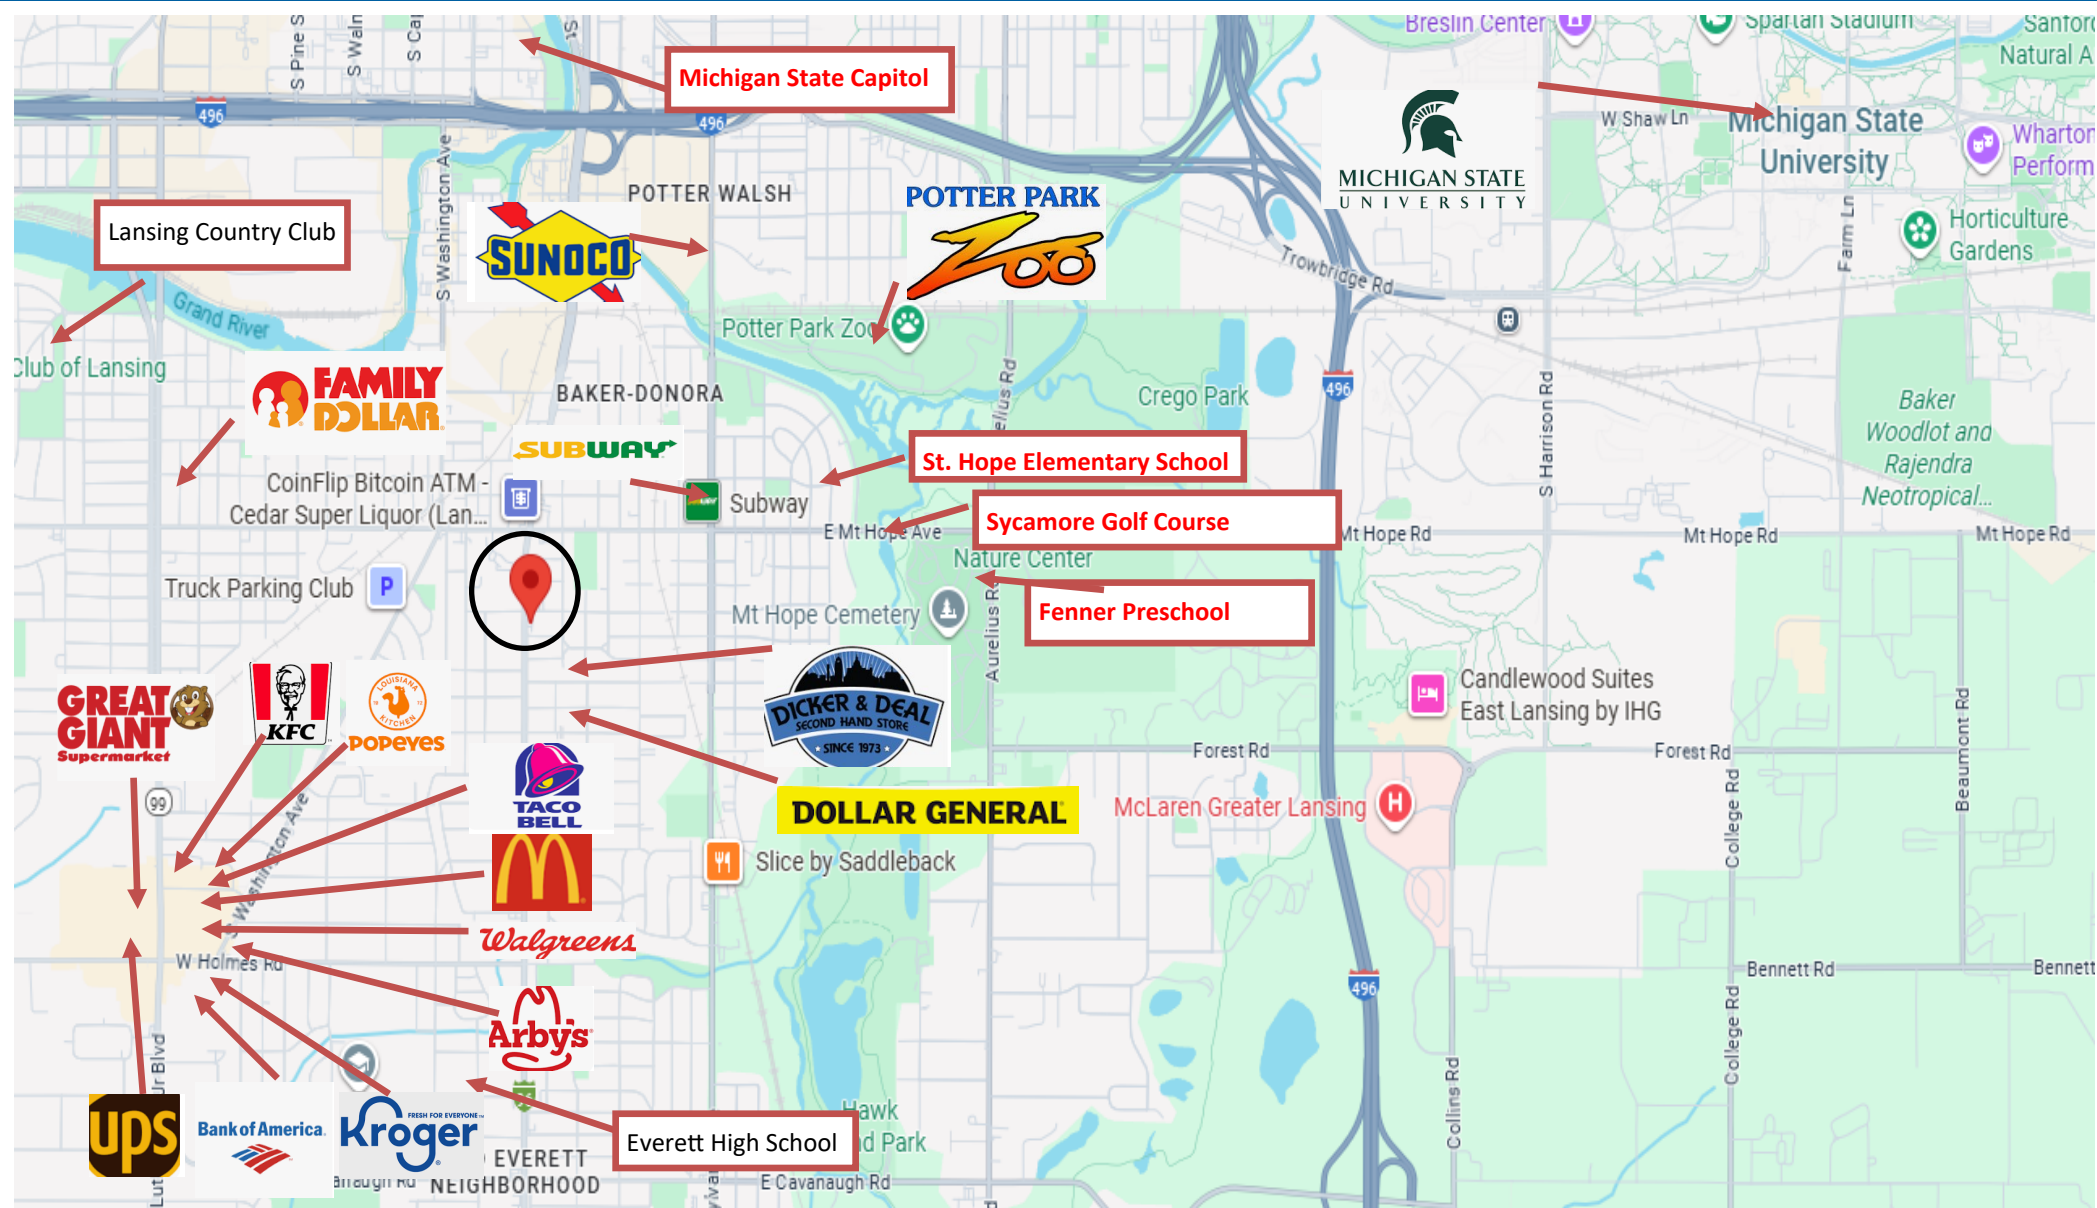 Breslin Center
Spartan Stadium
Sanford
Natural A
S Pine S
S Waln
S Cap
St
Michigan State Capitol
496
496
MICHIGAN STATE
UNIVERSITY
W Shaw Ln
Michigan State
University
Wharton
Perform
S Washington Ave
POTTER WALSH
POTTER PARK
ZOO
Lansing Country Club
SUNOCO
Farm Ln
Horticulture
Gardens
Trowbridge Rd
Grand River
Potter Park Zoo
Club of Lansing
FAMILY
DOLLAR
BAKER-DONORA
elius Rd
Crego Park
496
S Harrison Rd
Baker
Woodlot and
Rajendra
Neotropical...
SUBWAY
St. Hope Elementary School
CoinFlip Bitcoin ATM -
Cedar Super Liquor (Lan...
Subway
Sycamore Golf Course
E Mt Hope Ave
Mt Hope Rd
Mt Hope Rd
Mt Hope Rd
Nature Center
Truck Parking Club
P
Mt Hope Cemetery
Aurelius Rd
Fenner Preschool
GREAT
GIANT
Supermarket
KFC
LOUISIANA
KITCHEN
POPEYES
DICKER & DEAL
SECOND HAND STORE
SINCE 1973
Candlewood Suites
East Lansing by IHG
Forest Rd
Forest Rd
Beaumont Rd
College Rd
TACO
BELL
DOLLAR GENERAL
McLaren Greater Lansing
H
99
S Washington Ave
Slice by Saddleback
Walgreens
W Holmes Rd
496
Bennett Rd
Bennett
College Rd
Arby's
Jr Blvd
Collins Rd
ups
Bank of America
FRESH FOR EVERYONE
Kroger
Everett High School
Hawk
d Park
EVERETT
NEIGHBORHOOD
anaugh Rd
E Cavanaugh Rd
Lut